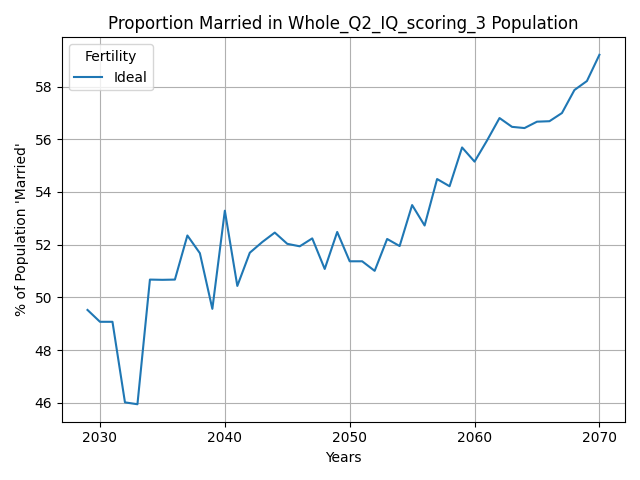 Proportion Married in Whole_Q2_IQ_scoring_3 Population
Fertility
Ideal
% of Population 'Married'
58
56
54
52
50
48
46
2030 2040 2050 2060 2070
Years